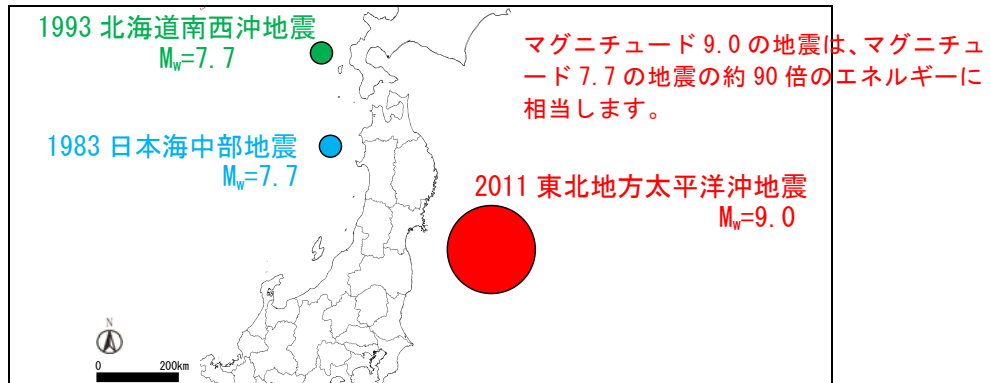 1993 北海道南西沖地震
Mw=7.7
マグニチュード 9.0 の地震は、マグニチュ
ード 7.7 の地震の約 90 倍のエネルギーに
相当します。
1983 日本海中部地震
Mw=7.7
2011 東北地方太平洋沖地震
Mw=9.0
N
0 200km